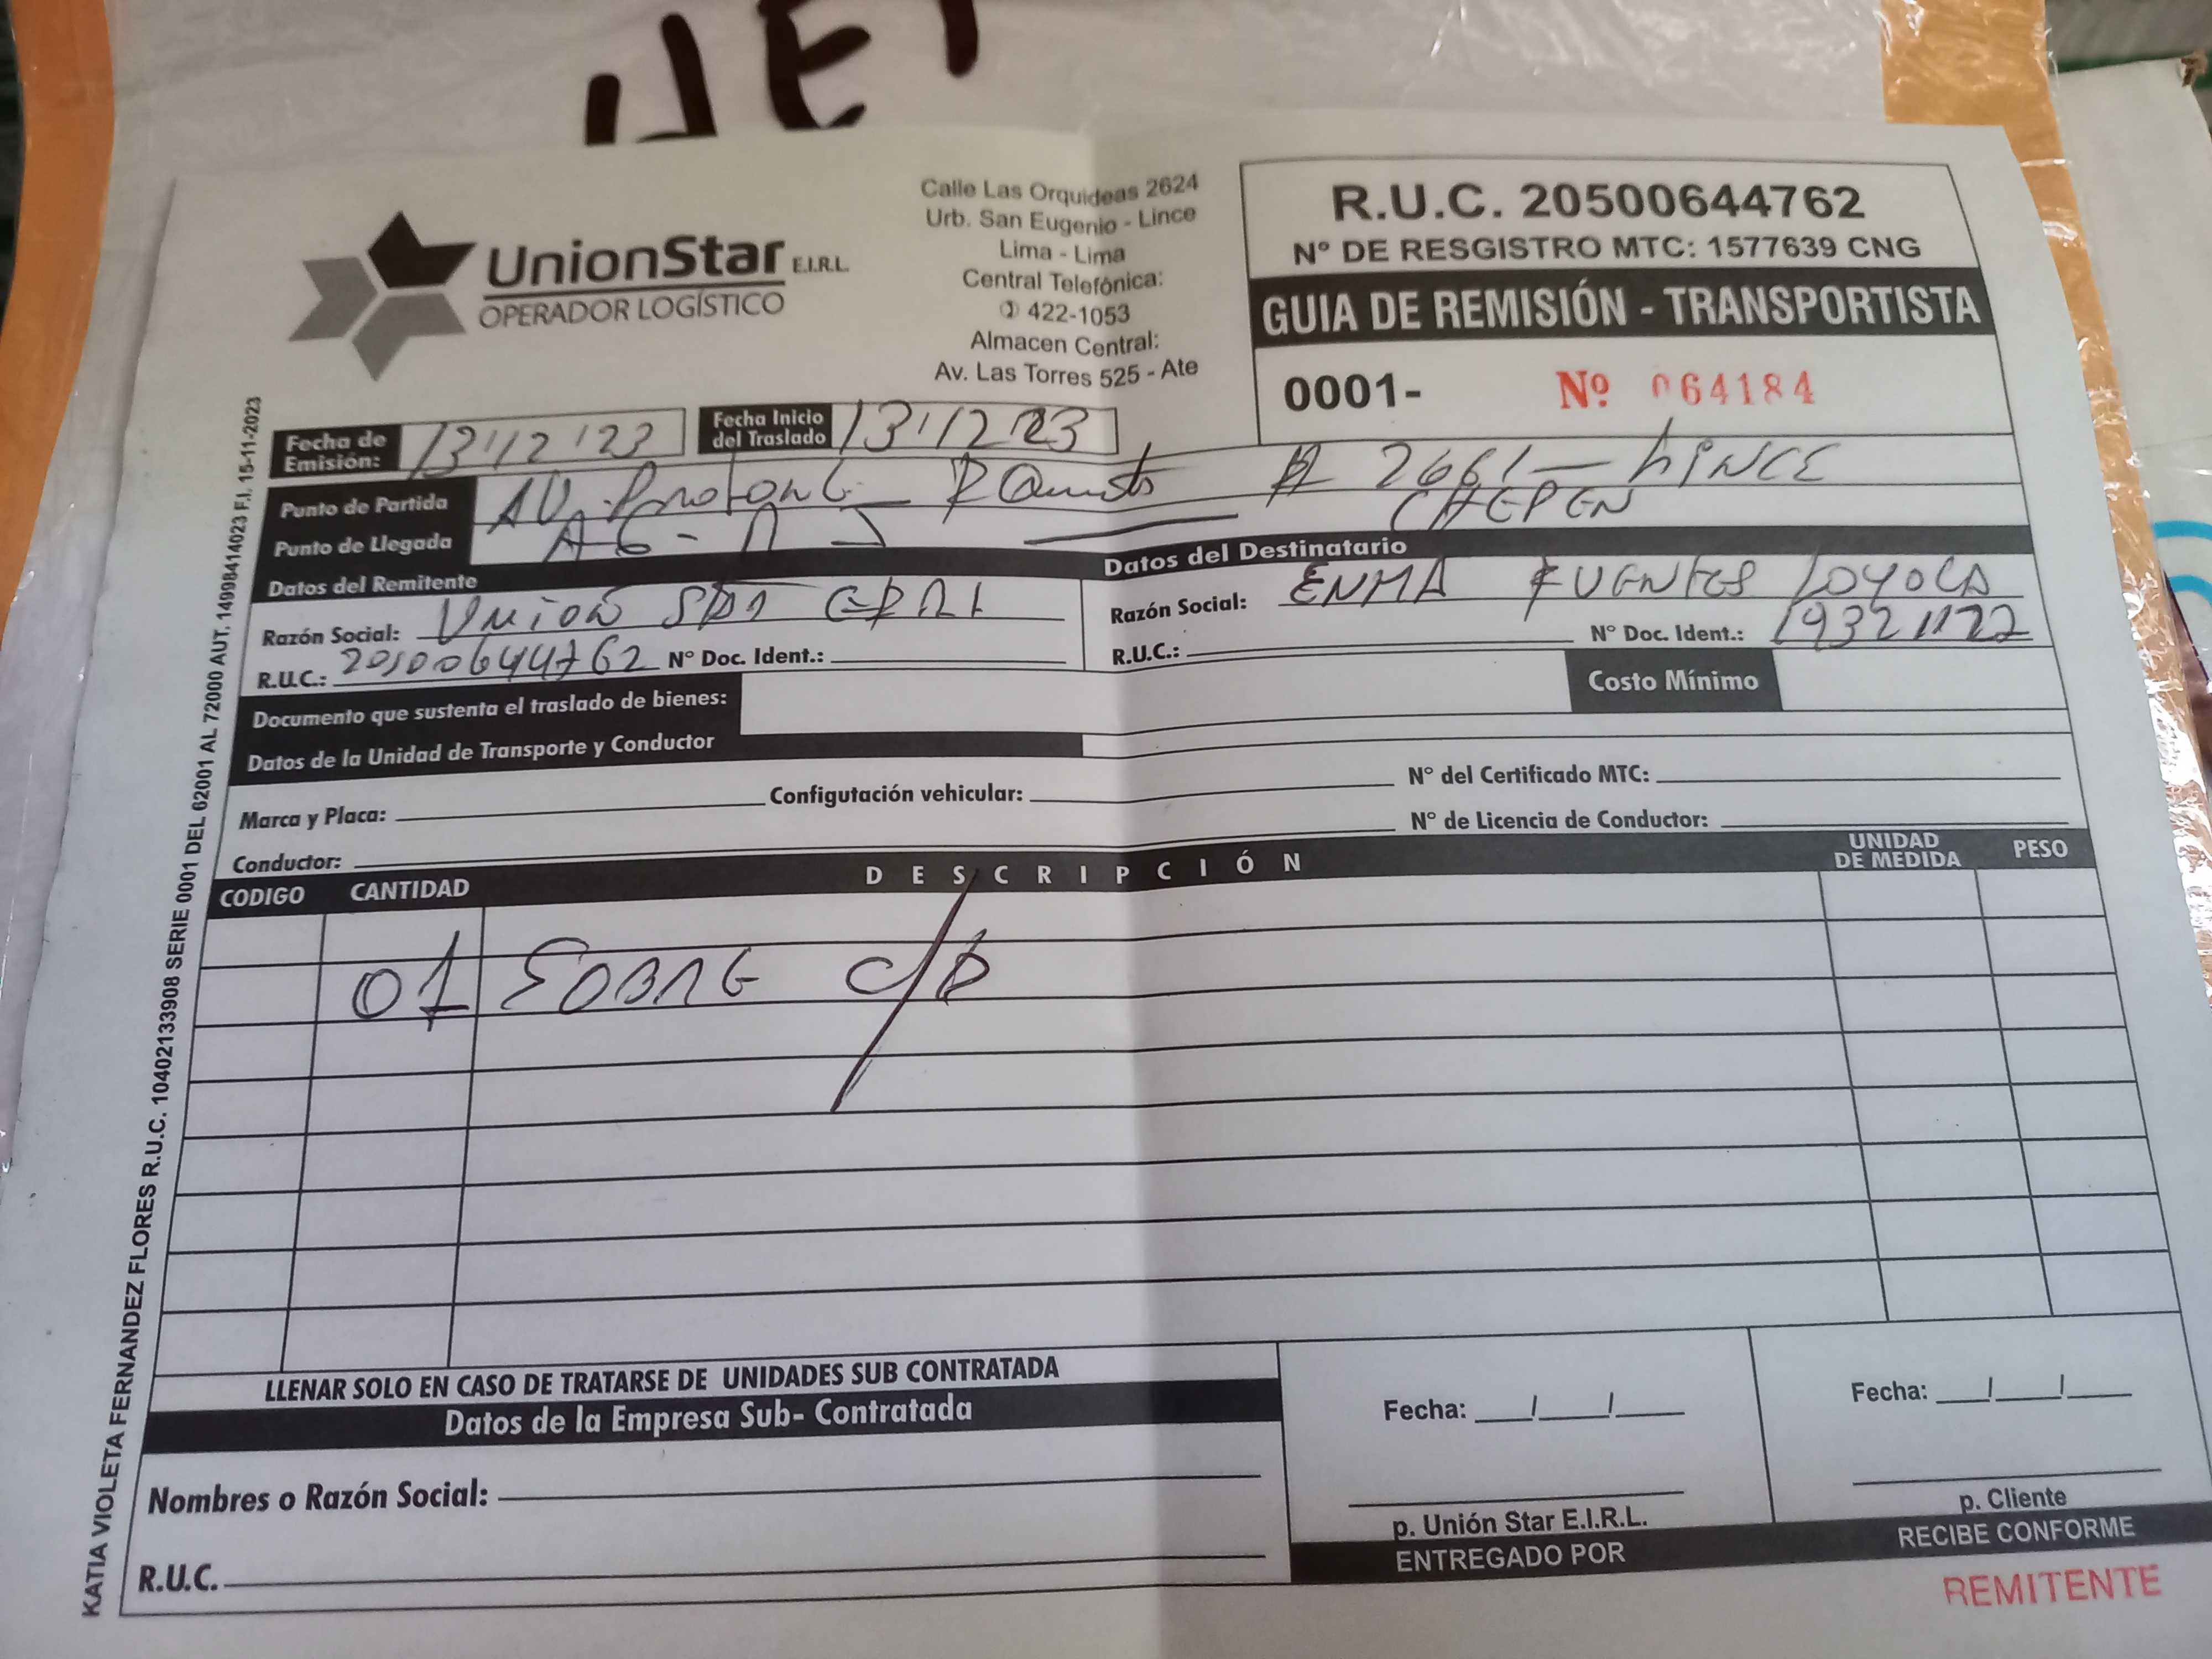 UnionStar E.I.R.L.
OPERADOR LOGÍSTICO
Calle Las Orquideas 2624
Urb. San Eugenio - Lince
Lima - Lima
Central Telefónica:
422-1053
Almacen Central:
Av. Las Torres 525 - Ate
R.U.C. 20500644762
Nº DE RESGISTRO MTC: 1577639 CNG
GUIA DE REMISIÓN - TRANSPORTISTA
0001- Nº 064184
Fecha de Emisión: 13/12/23 Fecha Inicio del Traslado 13/12/23
Punto de Partida AV. 2661 - LINCE
Punto de Llegada CHEPEN
Datos del Remitente Datos del Destinatario
Razón Social: Union Razón Social: ENMA FUENTES LOYOLA
R.U.C.: 20500644762 Nº Doc. Ident.: R.U.C.: Nº Doc. Ident.:
Documento que sustenta el traslado de bienes: Costo Mínimo
Datos de la Unidad de Transporte y Conductor
Marca y Placa: Configutación vehicular: Nº del Certificado MTC:
Conductor: Nº de Licencia de Conductor:
CODIGO CANTIDAD DESCRIPCIÓN UNIDAD DE MEDIDA PESO
01 SOBRE
LLENAR SOLO EN CASO DE TRATARSE DE UNIDADES SUB CONTRATADA
Datos de la Empresa Sub- Contratada
Nombres o Razón Social:
R.U.C.
Fecha: / /
p. Unión Star E.I.R.L.
ENTREGADO POR
Fecha: / /
p. Cliente
RECIBE CONFORME
REMITENTE
KATIA VIOLETA FERNANDEZ FLORES R.U.C. 10402133908 SERIE 0001 DEL 62001 AL 72000 AUT. 1499841023 F.I. 15-11-2023